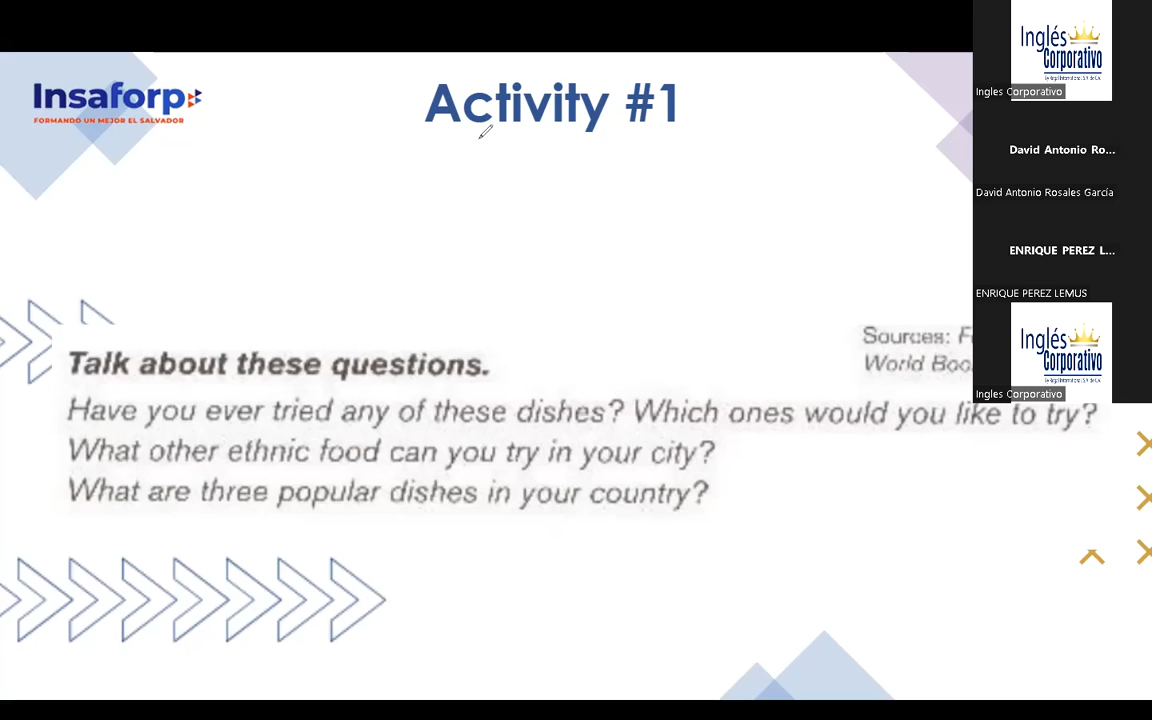 Insaforp
FORMANDO UN MEJOR EL SALVADOR
Activity #1
Talk about these questions.
Have you ever tried any of these dishes? Which ones would you like to try?
What other ethnic food can you try in your city?
What are three popular dishes in your country?
Sources:
World
Inglés
Corporativo
Ingles Corporativo
David Antonio Ro...
David Antonio Rosales García
ENRIQUE PEREZ L...
ENRIQUE PEREZ LEMUS
Inglés
Corporativo
Ingles Corporativo